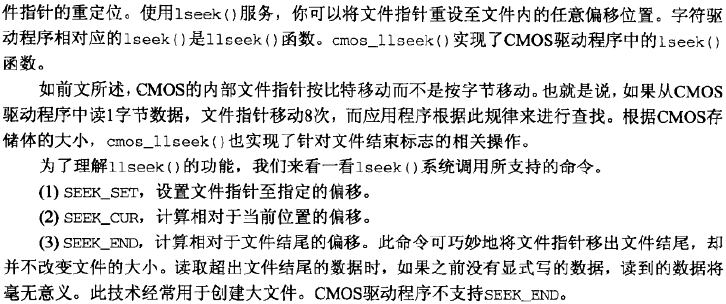 件指针的重定位。使用lseek()服务，你可以将文件指针重设至文件内的任意偏移位置。字符驱
动程序相对应的lseek()是llseek()函数。cmos_llseek()实现了CMOS驱动程序中的lseek()
函数。
如前文所述，CMOS的内部文件指针按比特移动而不是按字节移动。也就是说，如果从CMOS
驱动程序中读1字节数据，文件指针移动8次，而应用程序根据此规律来进行查找。根据CMOS存
储体的大小，cmos_llseek()也实现了针对文件结束标志的相关操作。
为了理解llseek()的功能，我们来看一看lseek()系统调用所支持的命令。
(1) SEEK_SET，设置文件指针至指定的偏移。
(2) SEEK_CUR，计算相对于当前位置的偏移。
(3) SEEK_END，计算相对于文件结尾的偏移。此命令可巧妙地将文件指针移出文件结尾，却
并不改变文件的大小。读取超出文件结尾的数据时，如果之前没有显式写的数据，读到的数据将
毫无意义。此技术经常用于创建大文件。CMOS驱动程序不支持SEEK_END。